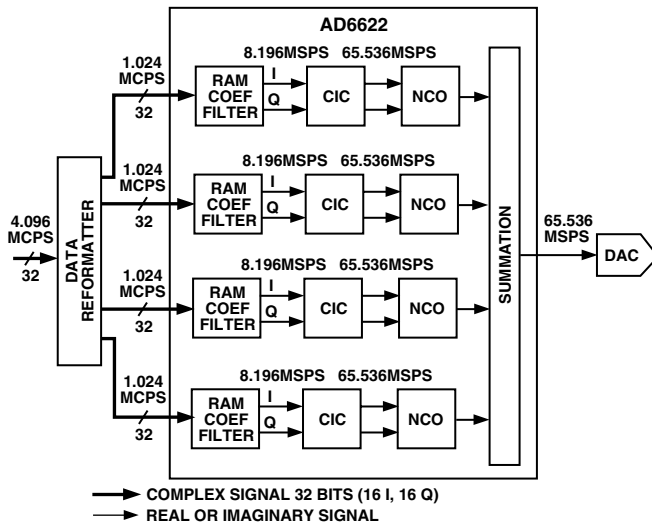 AD6622
1.024
MCPS
32
RAM
COEF
FILTER
I
Q
8.196MSPS
CIC
65.536MSPS
NCO
1.024
MCPS
32
RAM
COEF
FILTER
I
Q
8.196MSPS
CIC
65.536MSPS
NCO
4.096
MCPS
32
DATA
REFORMATTER
SUMMATION
65.536
MSPS
DAC
1.024
MCPS
32
RAM
COEF
FILTER
I
Q
8.196MSPS
CIC
65.536MSPS
NCO
1.024
MCPS
32
RAM
COEF
FILTER
I
Q
8.196MSPS
CIC
65.536MSPS
NCO
COMPLEX SIGNAL 32 BITS (16 I, 16 Q)
REAL OR IMAGINARY SIGNAL